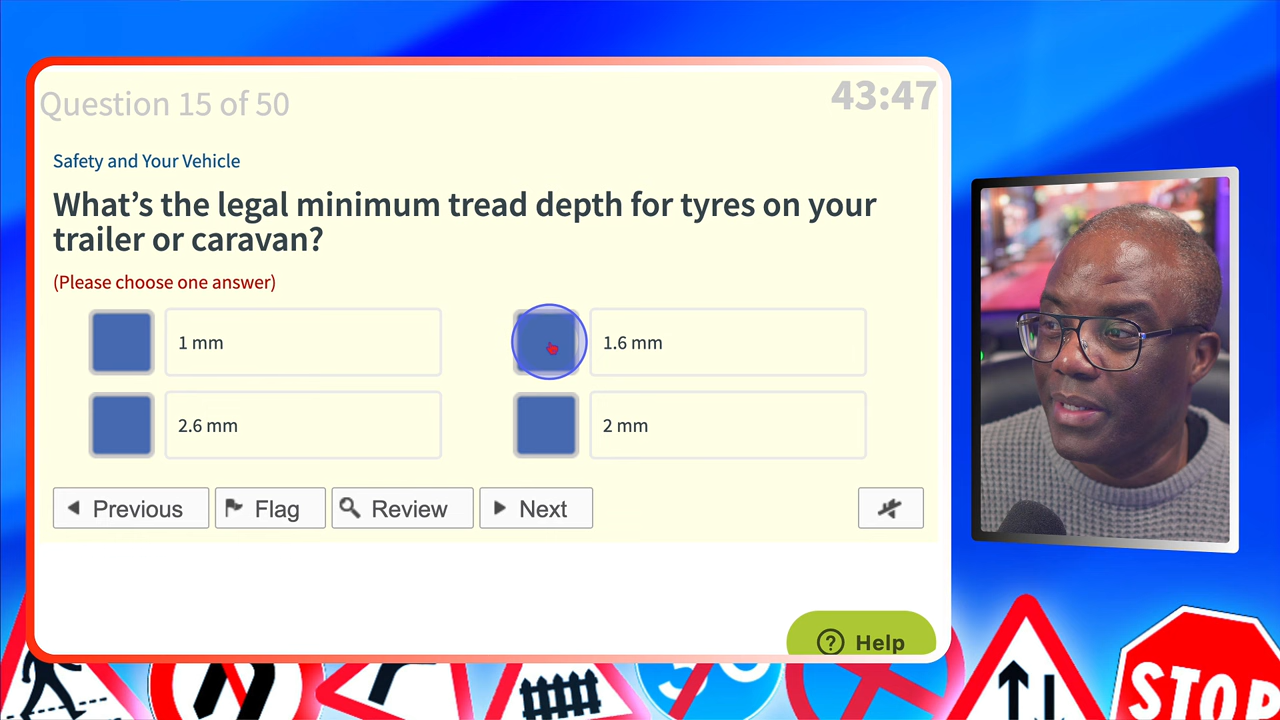 Question 15 of 50
43:47
Safety and Your Vehicle
What’s the legal minimum tread depth for tyres on your
trailer or caravan?
(Please choose one answer)
1 mm
1.6 mm
2.6 mm
2 mm
Previous
Flag
Review
Next
? Help
STOP